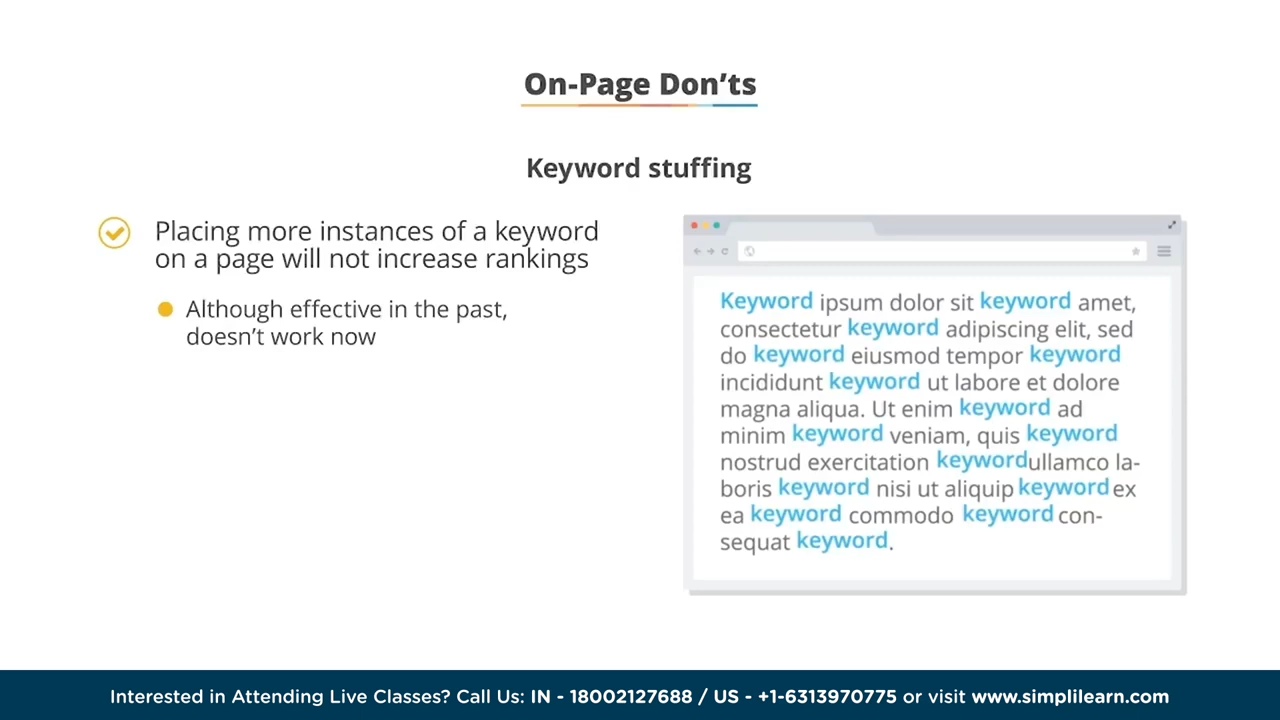 On-Page Don’ts
Keyword stuffing
Placing more instances of a keyword
on a page will not increase rankings
Although effective in the past,
doesn’t work now
Keyword ipsum dolor sit keyword amet,
consectetur keyword adipiscing elit, sed
do keyword eiusmod tempor keyword
incididunt keyword ut labore et dolore
magna aliqua. Ut enim keyword ad
minim keyword veniam, quis keyword
nostrud exercitation keywordullamco la-
boris keyword nisi ut aliquip keyword ex
ea keyword commodo keyword con-
sequat keyword.
Interested in Attending Live Classes? Call Us: IN - 18002127688 / US - +1-6313970775 or visit www.simplilearn.com